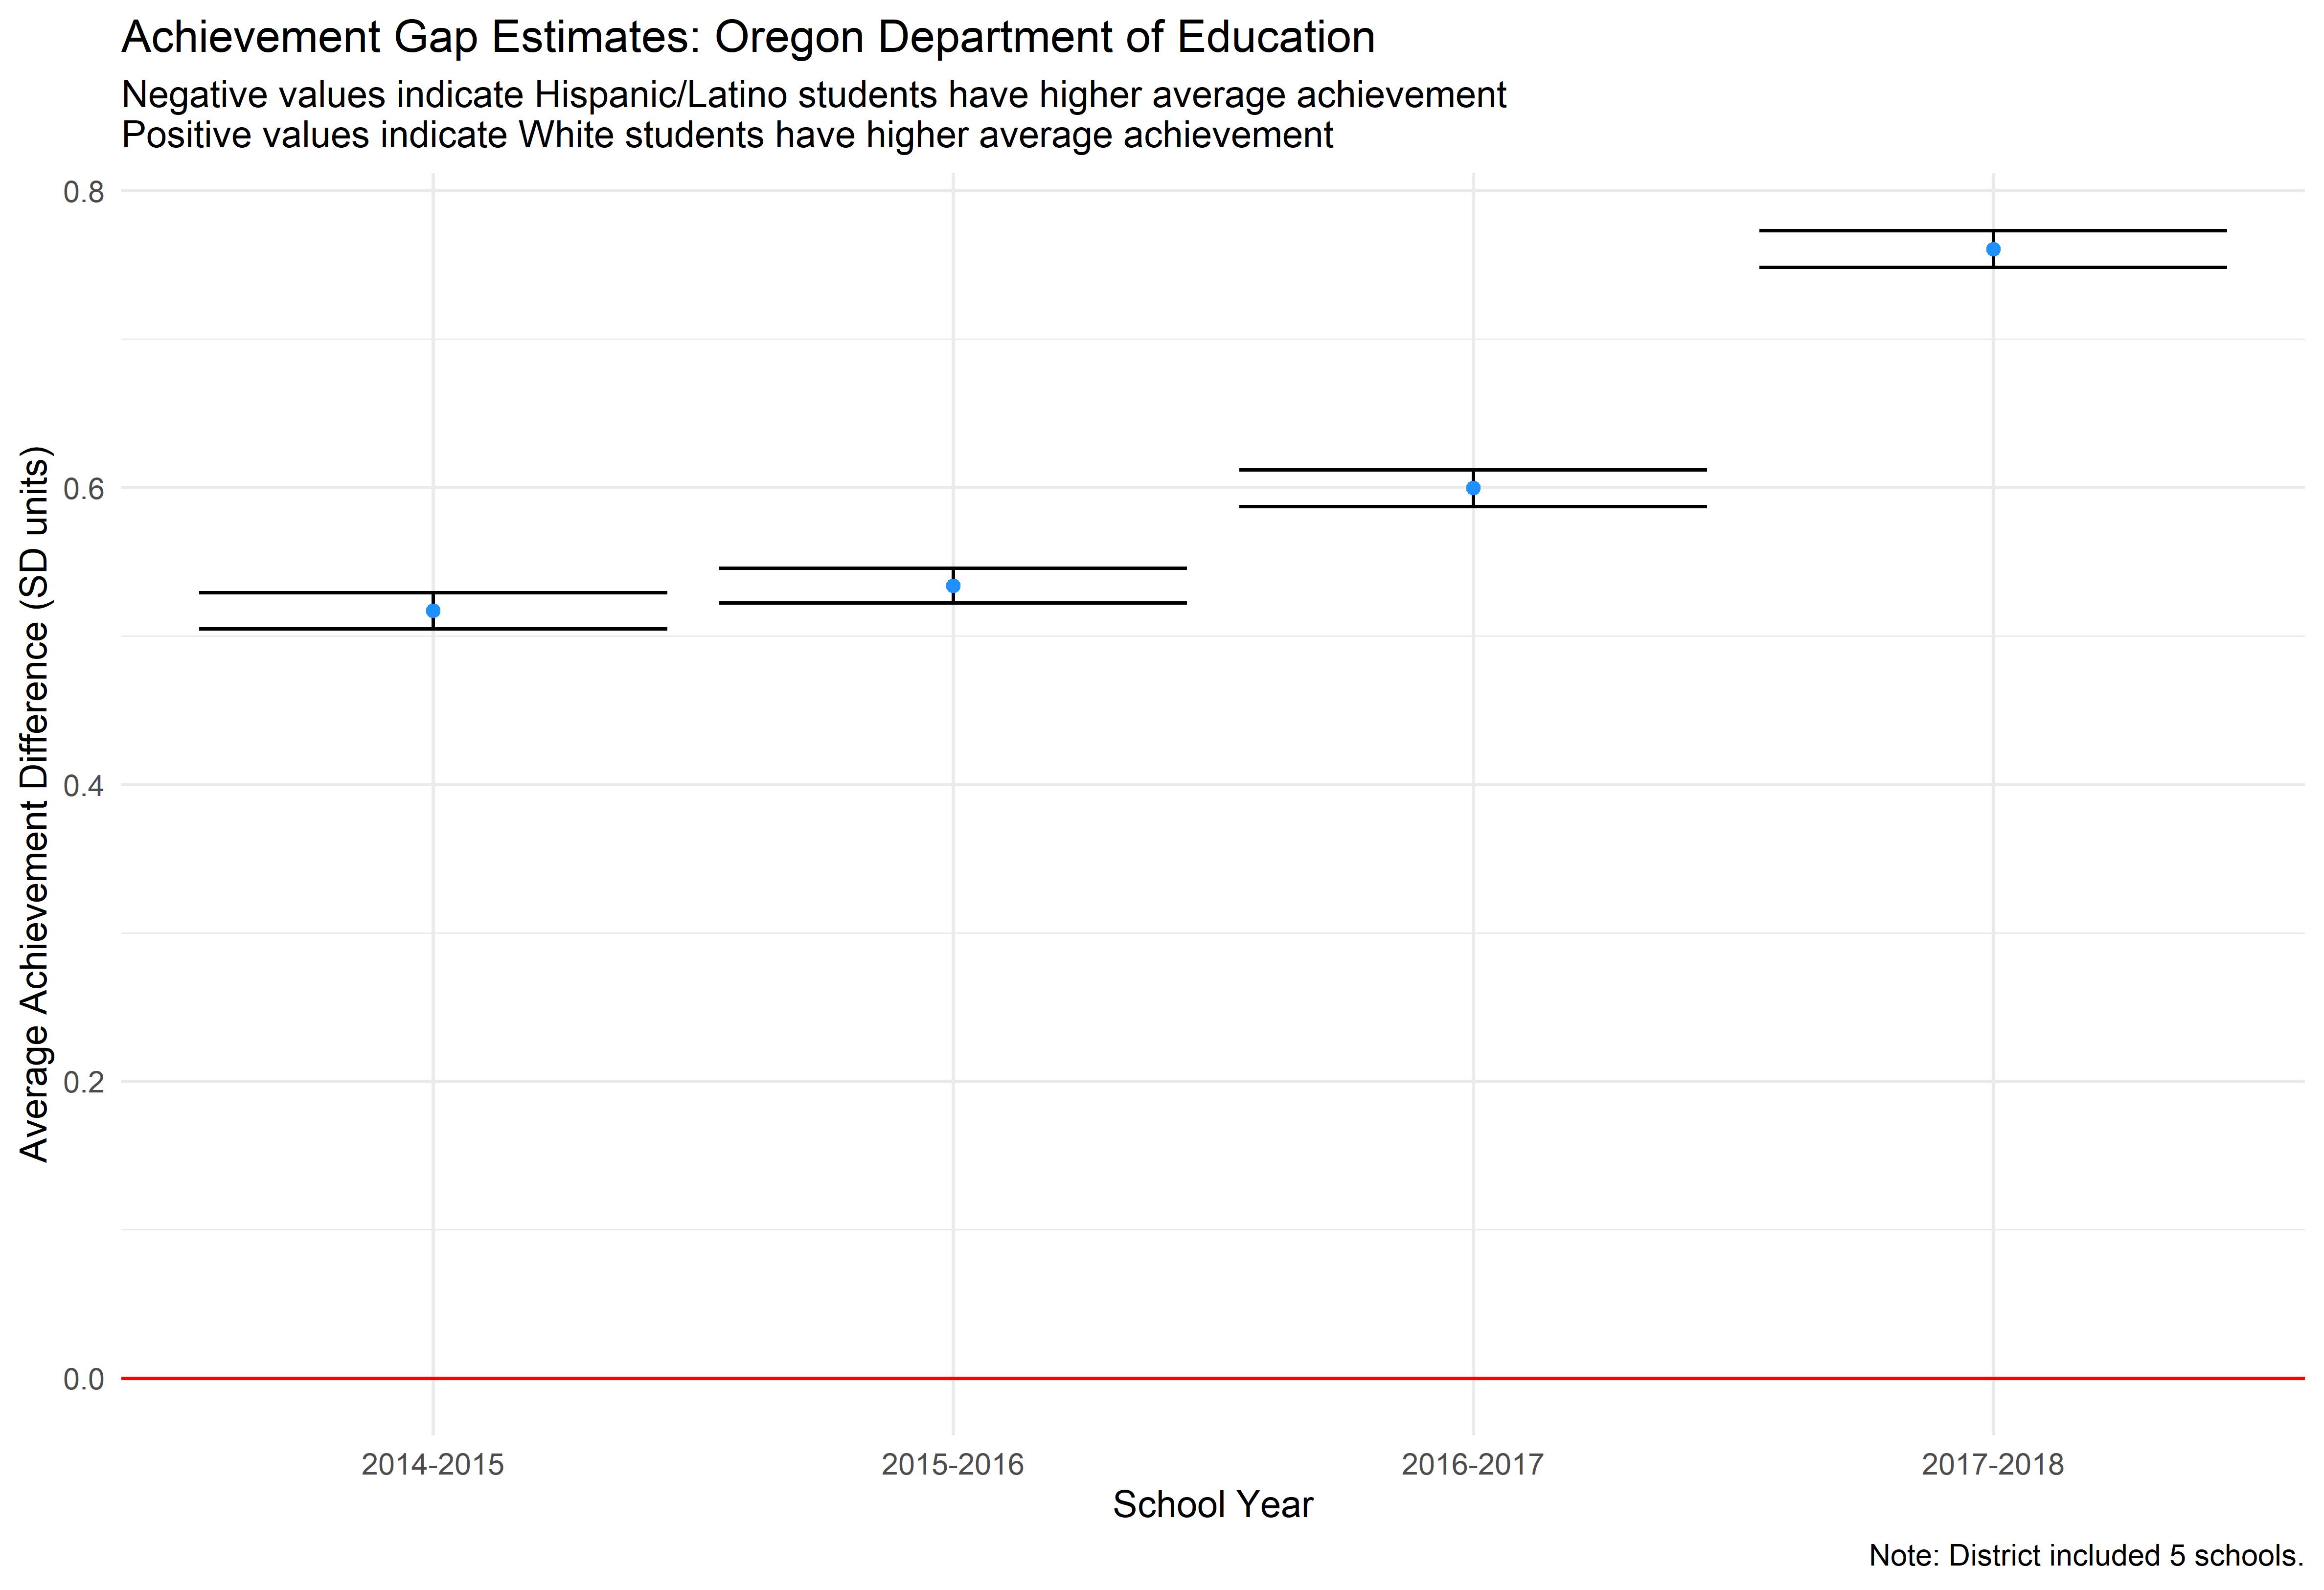 Achievement Gap Estimates: Oregon Department of Education
Negative values indicate Hispanic/Latino students have higher average achievement
Positive values indicate White students have higher average achievement
Average Achievement Difference (SD units)
0.8
0.6
0.4
0.2
0.0
2014-2015
2015-2016
2016-2017
2017-2018
School Year
Note: District included 5 schools.